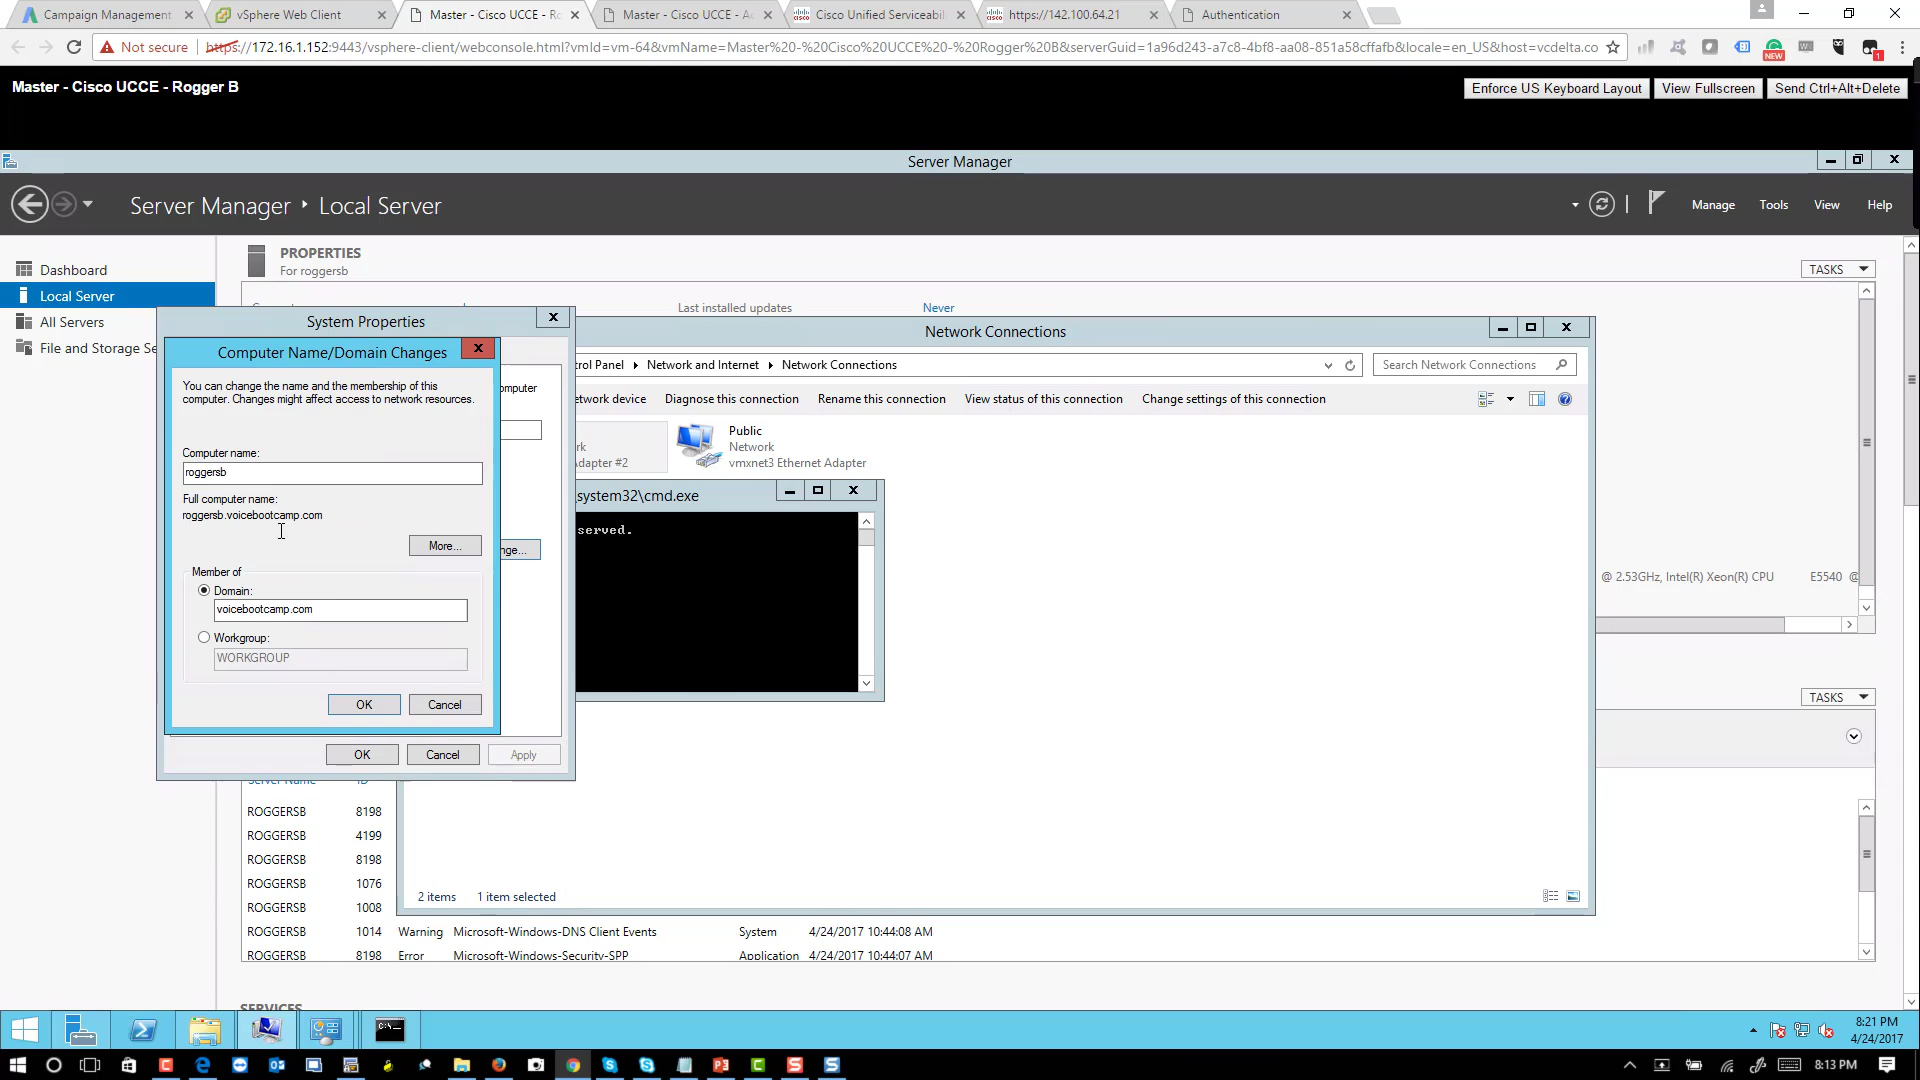 Campaign Management
vSphere Web Client
Master - Cisco UCCE - Ro
Master - Cisco UCCE - A
Cisco Unified Serviceabil
https://142.100.64.21
Authentication
Not secure
https://172.16.1.152:9443/vsphere-client/webconsole.html?vmId=vm-64&vmName=Master%20-%20Cisco%20UCCE%20-%20Rogger%20B&serverGuid=1a96d243-a7c8-4bf8-aa08-851a58cffafb&locale=en_US&host=vcdelta.co
NEW
1
Master - Cisco UCCE - Rogger B
Enforce US Keyboard Layout
View Fullscreen
Send Ctrl+Alt+Delete
Server Manager
Server Manager
Local Server
Manage
Tools
View
Help
Dashboard
Local Server
All Servers
File and Storage Se
PROPERTIES
For roggersb
TASKS
Last installed updates
Never
System Properties
Computer Name/Domain Changes
You can change the name and the membership of this
computer. Changes might affect access to network resources.
Computer name:
roggersb
Full computer name:
roggersb.voicebootcamp.com
More...
Member of
Domain:
voicebootcamp.com
Workgroup:
WORKGROUP
OK
Cancel
omputer
nge...
OK
Cancel
Apply
Network Connections
trol Panel
Network and Internet
Network Connections
Search Network Connections
etwork device
Diagnose this connection
Rename this connection
View status of this connection
Change settings of this connection
rk
dapter #2
Public
Network
vmxnet3 Ethernet Adapter
\system32\cmd.exe
served.
2 items
1 item selected
@ 2.53GHz, Intel(R) Xeon(R) CPU
E5540 @
TASKS
Server Name
ID
ROGGERSB 8198
ROGGERSB 4199
ROGGERSB 8198
ROGGERSB 1076
ROGGERSB 1008
ROGGERSB 1014 Warning Microsoft-Windows-DNS Client Events System 4/24/2017 10:44:08 AM
ROGGERSB 8198 Error Microsoft-Windows-Security-SPP Application 4/24/2017 10:44:07 AM
SERVICES
8:21 PM
4/24/2017
8:13 PM